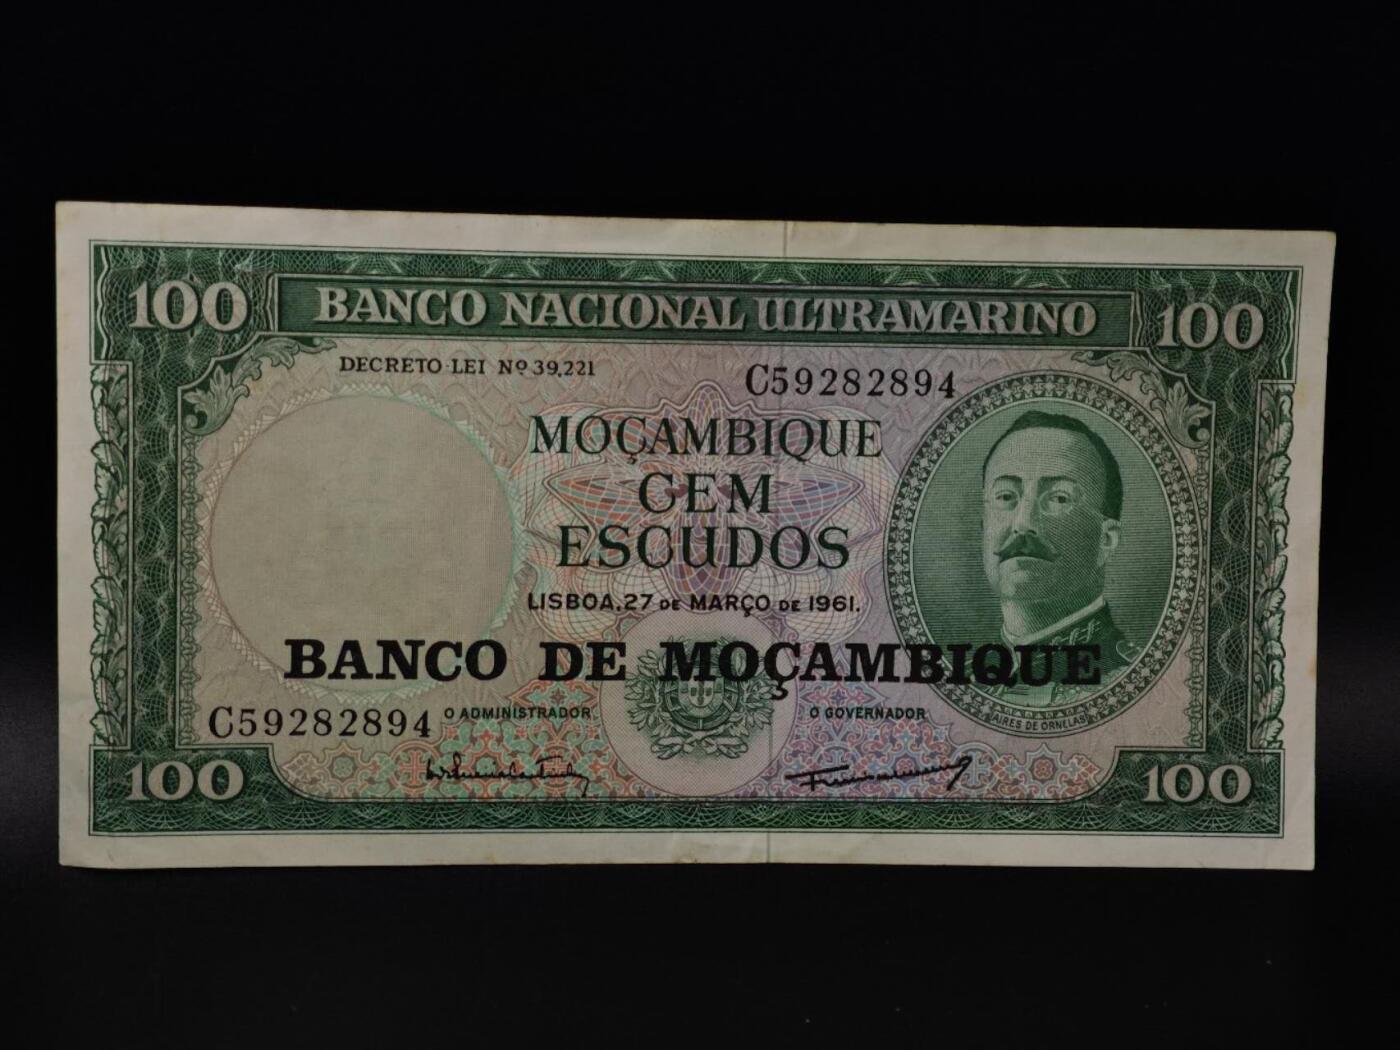 100 BANCO NACIONAL ULTRAMARINO 100
DECRETO-LEI Nº 39.221
C59282894
MOÇAMBIQUE
CEM
ESCUDOS
LISBOA, 27 DE MARÇO DE 1961.
BANCO DE MOÇAMBIQUE
C59282894
O ADMINISTRADOR
O GOVERNADOR
AIRES DE ORNELAS
100
100